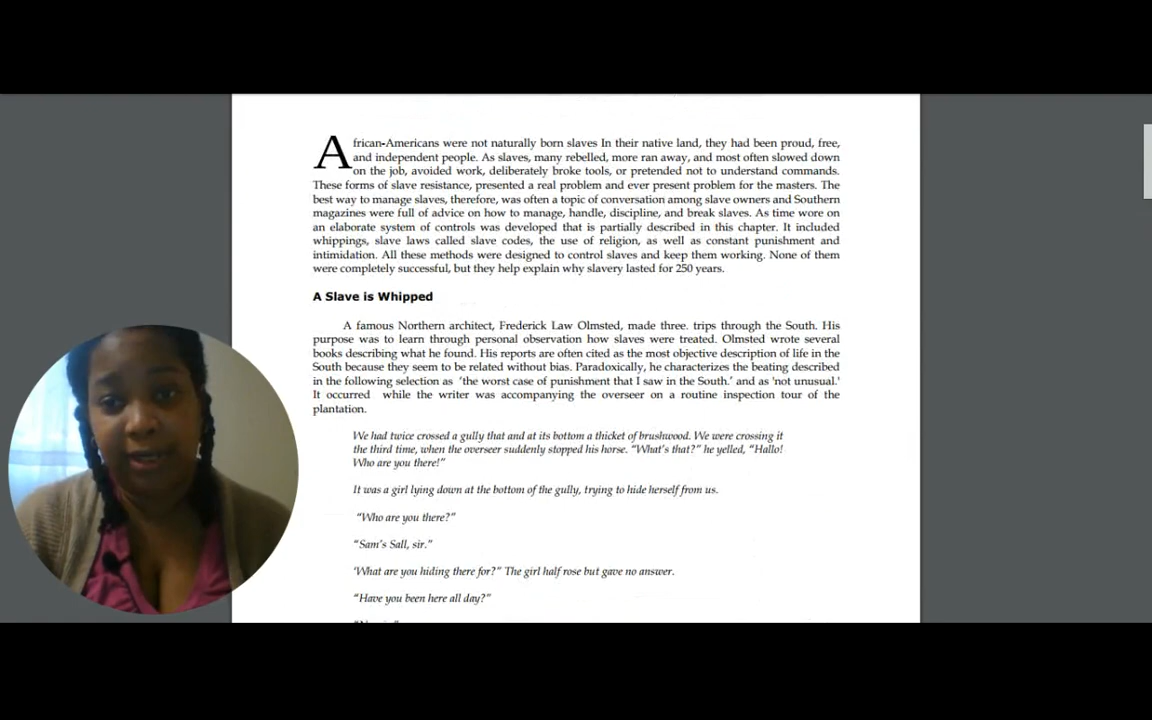 African-Americans were not naturally born slaves In their native land, they had been proud, free,
and independent people. As slaves, many rebelled, more ran away, and most often slowed down
on the job, avoided work, deliberately broke tools, or pretended not to understand commands.
These forms of slave resistance, presented a real problem and ever present problem for the masters. The
best way to manage slaves, therefore, was often a topic of conversation among slave owners and Southern
magazines were full of advice on how to manage, handle, discipline, and break slaves. As time wore on
an elaborate system of controls was developed that is partially described in this chapter. It included
whippings, slave laws called slave codes, the use of religion, as well as constant punishment and
intimidation. All these methods were designed to control slaves and keep them working. None of them
were completely successful, but they help explain why slavery lasted for 250 years.
A Slave is Whipped
A famous Northern architect, Frederick Law Olmsted, made three. trips through the South. His
purpose was to learn through personal observation how slaves were treated. Olmsted wrote several
books describing what he found. His reports are often cited as the most objective description of life in the
South because they seem to be related without bias. Paradoxically, he characterizes the beating described
in the following selection as 'the worst case of punishment that I saw in the South.' and as 'not unusual.'
It occurred while the writer was accompanying the overseer on a routine inspection tour of the
plantation.
We had twice crossed a gully that and at its bottom a thicket of brushwood. We were crossing it
the third time, when the overseer suddenly stopped his horse. "What's that?" he yelled, "Hallo!
Who are you there!"
It was a girl lying down at the bottom of the gully, trying to hide herself from us.
"Who are you there?"
"Sam's Sall, sir."
'What are you hiding there for?" The girl half rose but gave no answer.
"Have you been here all day?"